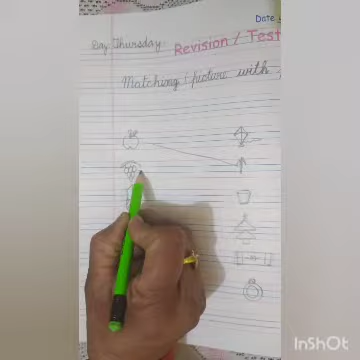 Date
Day Thursday
Revision / Test
Matching picture with
InShOt